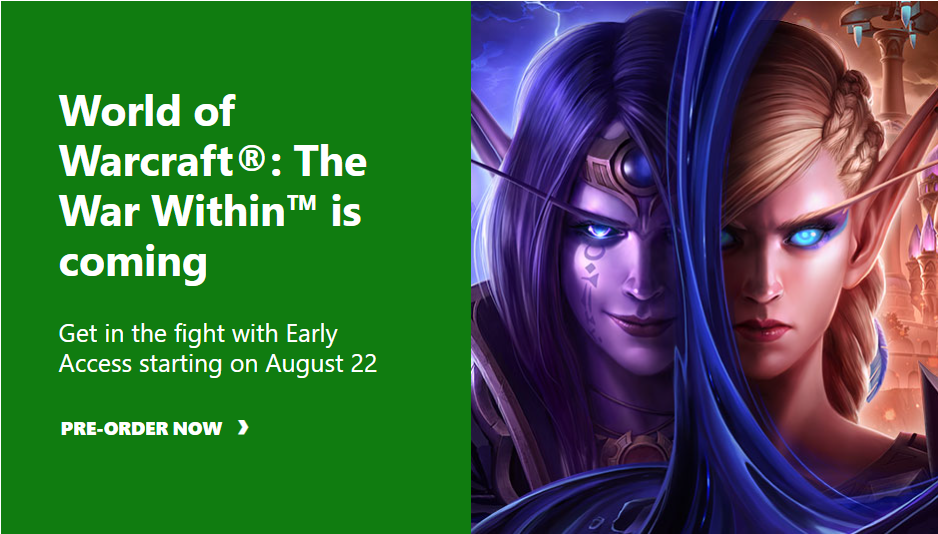 World of
Warcraft®: The
War Within™ is
coming
Get in the fight with Early
Access starting on August 22
PRE-ORDER NOW ❯